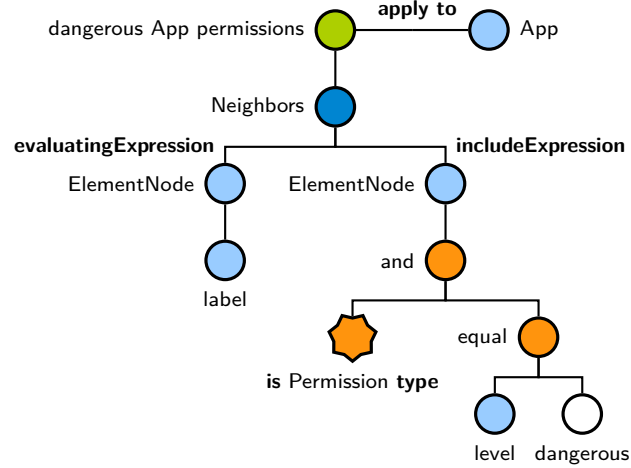 apply to
dangerous App permissions
App
Neighbors
evaluatingExpression
includeExpression
ElementNode
ElementNode
and
label
equal
is Permission type
level
dangerous